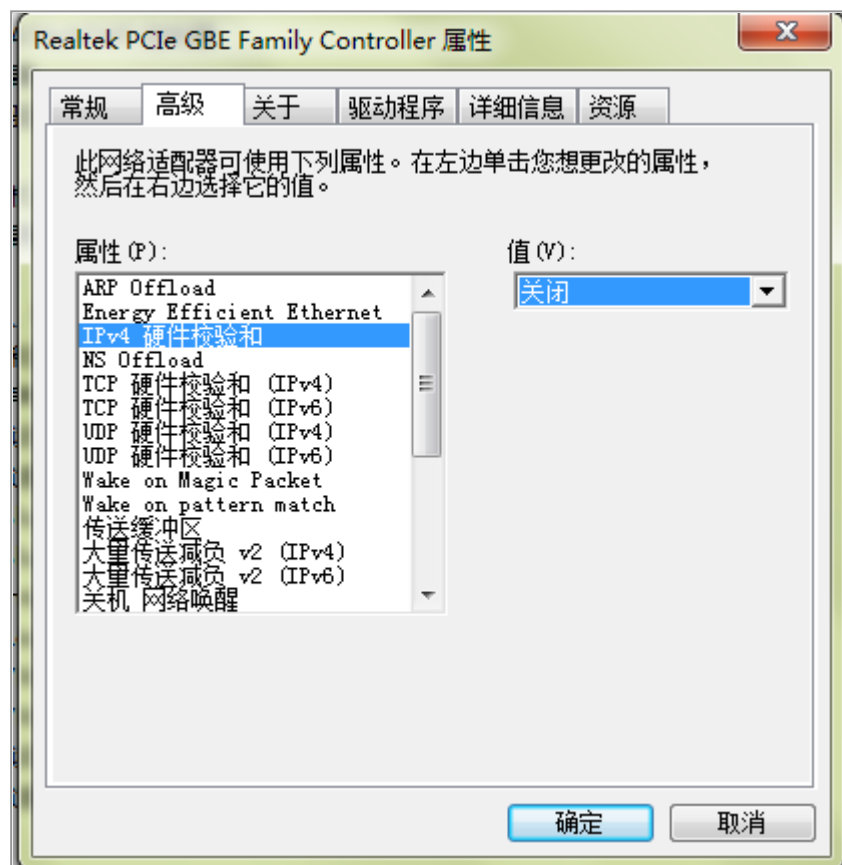 Realtek PCIe GBE Family Controller 属性
常规 高级 关于 驱动程序 详细信息 资源
此网络适配器可使用下列属性。在左边单击您想更改的属性，
然后在右边选择它的值。
属性(P): 值(V):
关闭
ARP Offload
Energy Efficient Ethernet
IPv4 硬件校验和
NS Offload
TCP 硬件校验和 (IPv4)
TCP 硬件校验和 (IPv6)
UDP 硬件校验和 (IPv4)
UDP 硬件校验和 (IPv6)
Wake on Magic Packet
Wake on pattern match
传送缓冲区
大量传送减负 v2 (IPv4)
大量传送减负 v2 (IPv6)
关机 网络唤醒
确定 取消